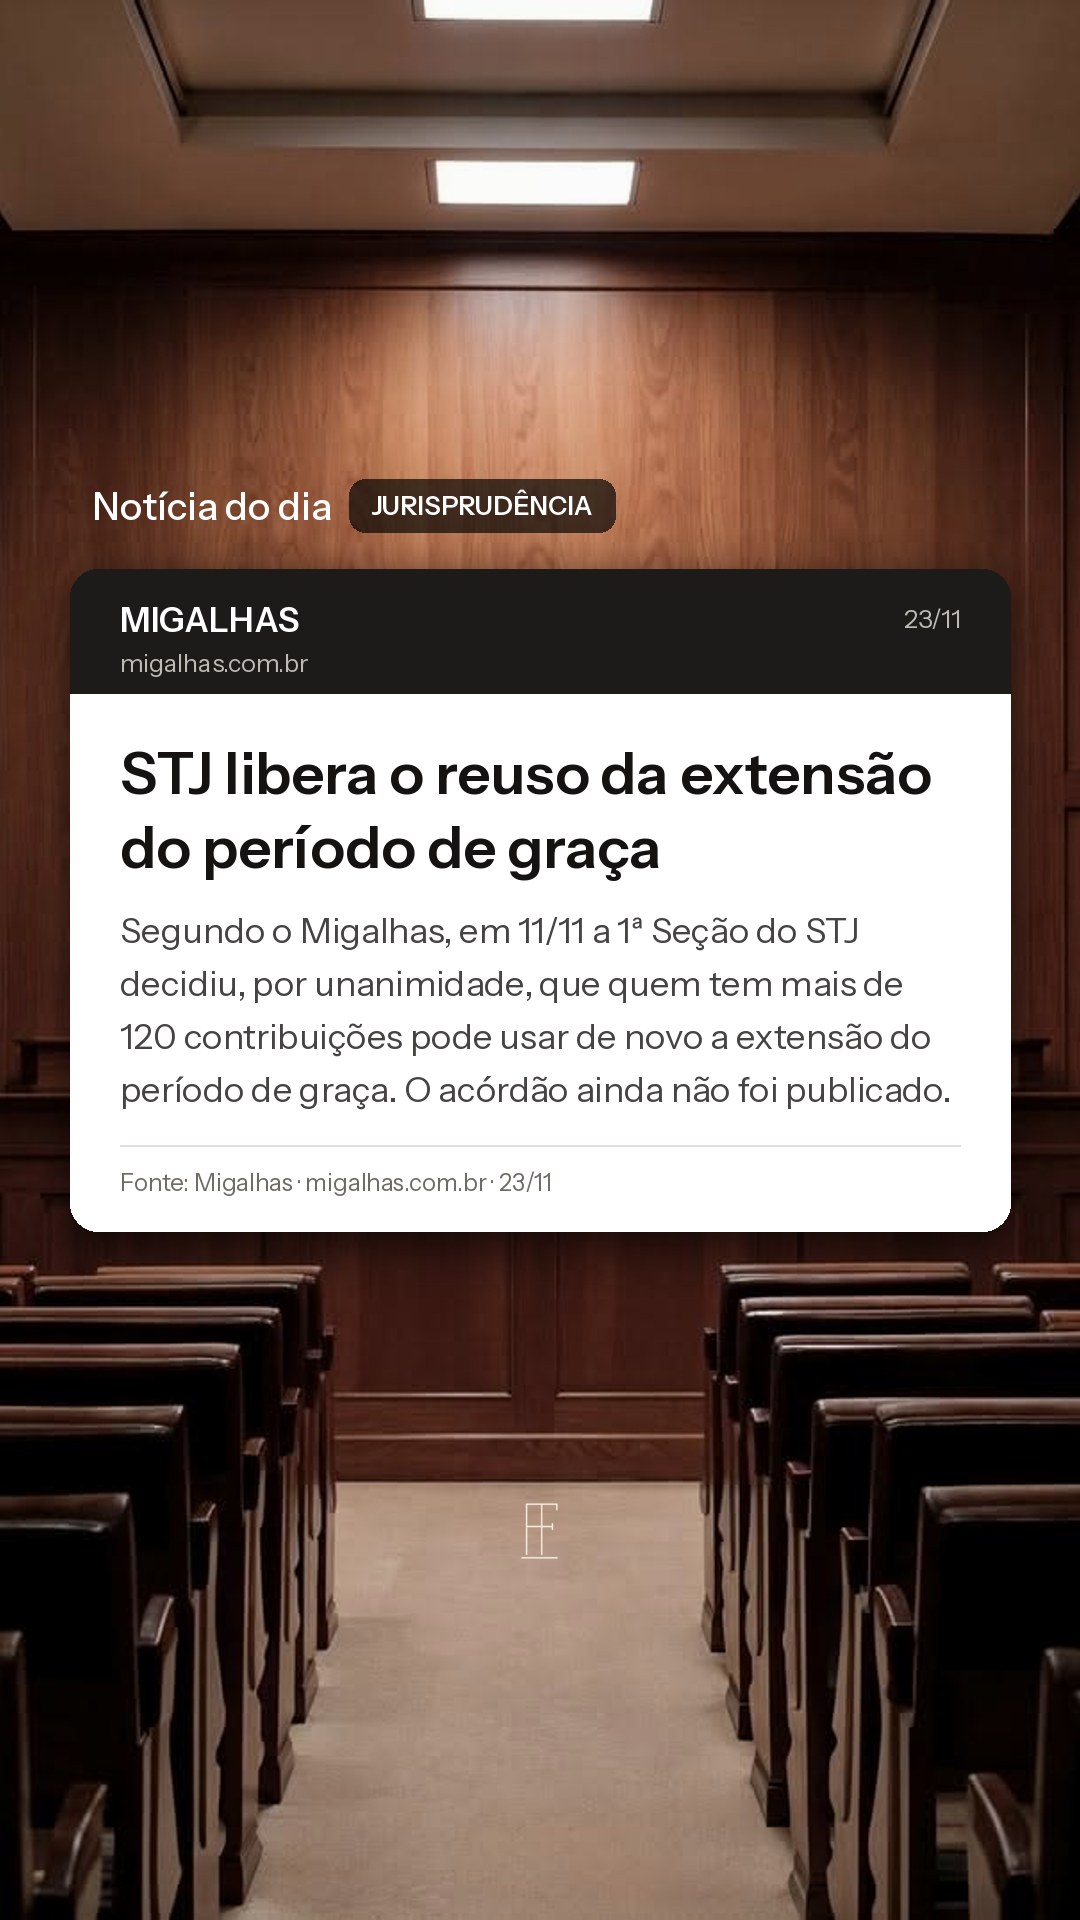 Notícia do dia
JURISPRUDÊNCIA
MIGALHAS
23/11
migalhas.com.br
STJ libera o reuso da extensão
do período de graça
Segundo o Migalhas, em 11/11 a 1ª Seção do STJ
decidiu, por unanimidade, que quem tem mais de
120 contribuições pode usar de novo a extensão do
período de graça. O acórdão ainda não foi publicado.
Fonte: Migalhas · migalhas.com.br · 23/11